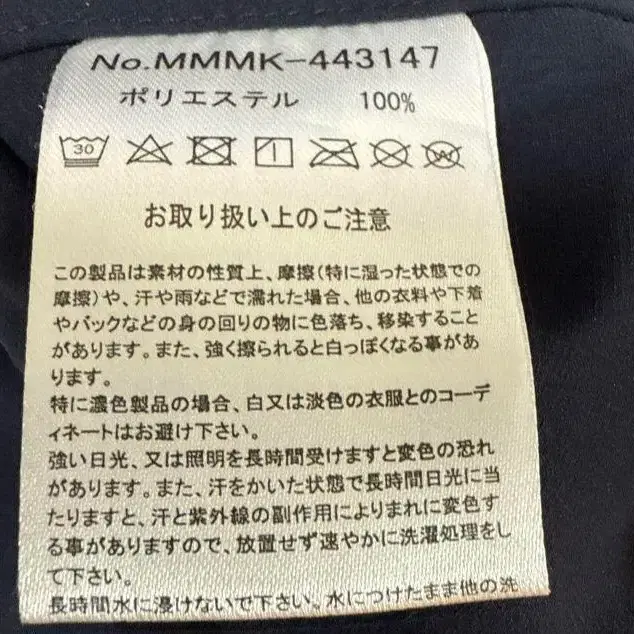 No.MMMK-443147
ポリエステル 100%
30
W
お取り扱い上のご注意
この製品は素材の性質上、摩擦(特に湿った状態での
摩擦)や、汗や雨などで濡れた場合、他の衣料や下着
やバックなどの身の回りの物に色落ち、移染すること
があります。また、強く擦られると白っぽくなる事があ
ります。
特に濃色製品の場合、白又は淡色の衣服とのコーデ
ィネートはお避け下さい。
強い日光、又は照明を長時間受けますと変色の恐れ
があります。また、汗をかいた状態で長時間日光に当
たりますと、汗と紫外線の副作用によりまれに変色す
る事がありますので、放置せず速やかに洗濯処理をし
て下さい。
長時間水に浸けないで下さい。水につけたまま他の洗